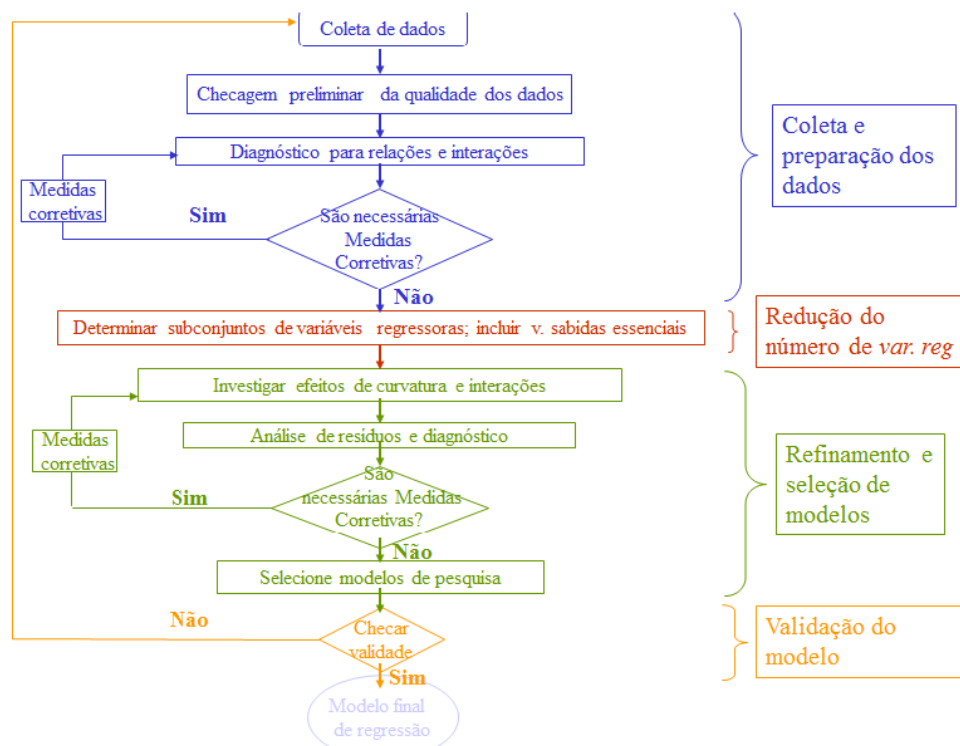 Coleta de dados
Checagem preliminar da qualidade dos dados
Diagnóstico para relações e interações
Medidas
corretivas
Sim
São necessárias
Medidas
Corretivas?
Não
Coleta e
preparação dos
dados
Determinar subconjuntos de variáveis regressoras; incluir v. sabidas essenciais
Redução do
número de var. reg
Investigar efeitos de curvatura e interações
Análise de resíduos e diagnóstico
Medidas
corretivas
Sim
São
necessárias Medidas
Corretivas?
Não
Selecione modelos de pesquisa
Refinamento e
seleção de
modelos
Não
Checar
validade
Sim
Validação do
modelo
Modelo final
de regressão